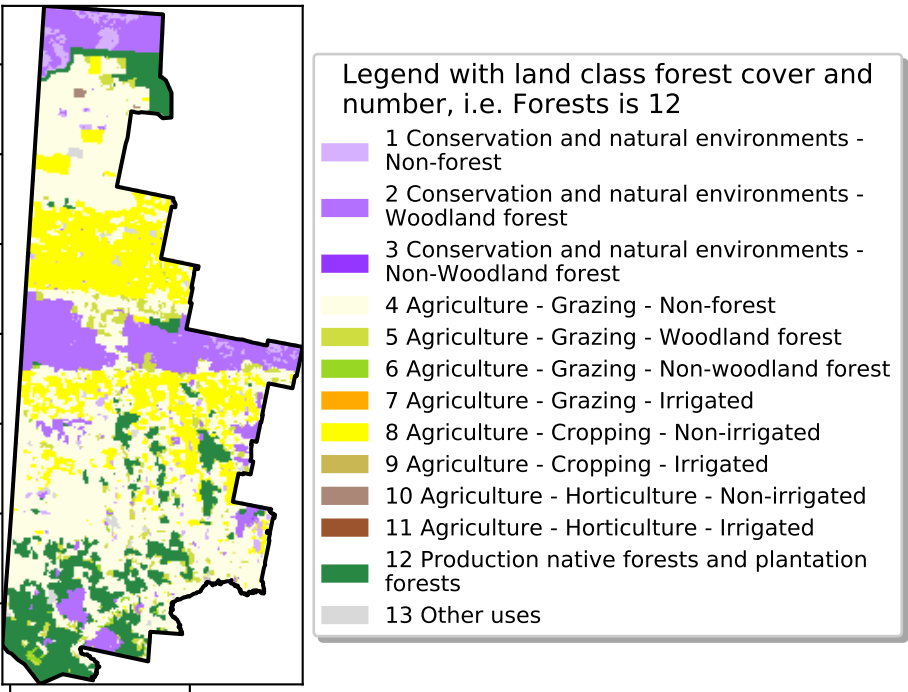 Legend with land class forest cover and
number, i.e. Forests is 12
1 Conservation and natural environments -
Non-forest
2 Conservation and natural environments -
Woodland forest
3 Conservation and natural environments -
Non-Woodland forest
4 Agriculture - Grazing - Non-forest
5 Agriculture - Grazing - Woodland forest
6 Agriculture - Grazing - Non-woodland forest
7 Agriculture - Grazing - Irrigated
8 Agriculture - Cropping - Non-irrigated
9 Agriculture - Cropping - Irrigated
10 Agriculture - Horticulture - Non-irrigated
11 Agriculture - Horticulture - Irrigated
12 Production native forests and plantation
forests
13 Other uses